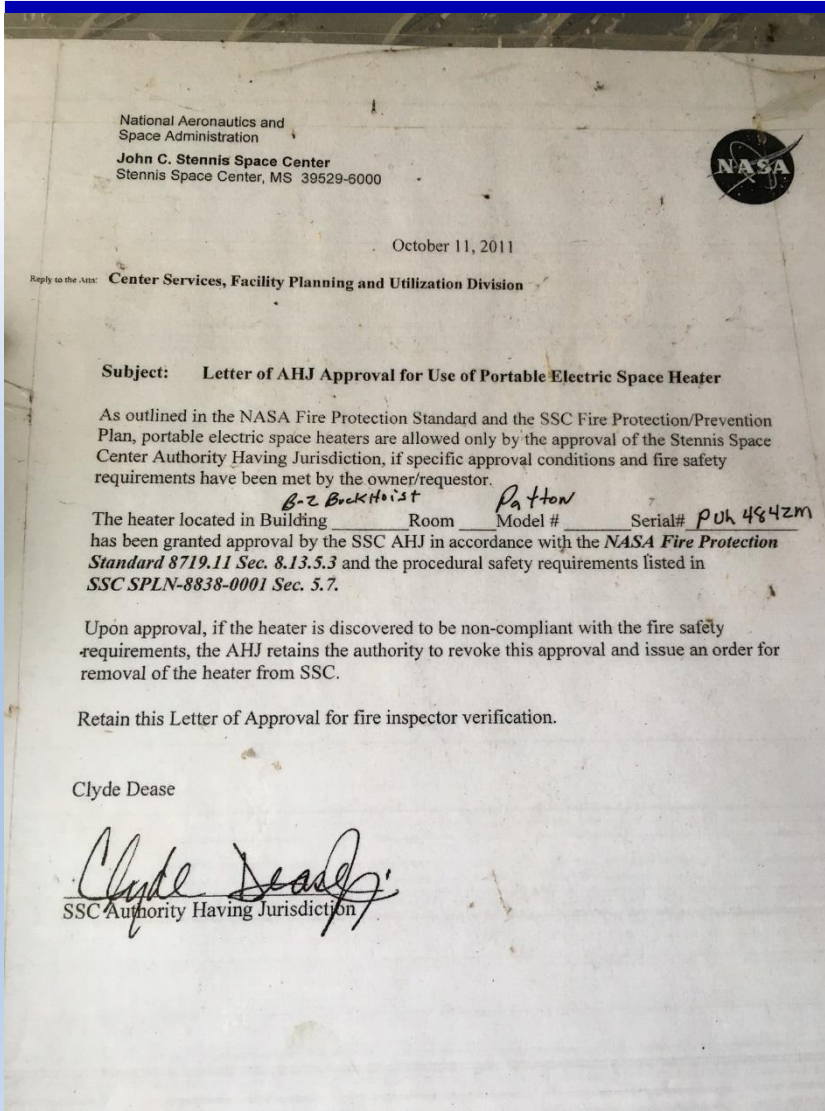 National Aeronautics and
Space Administration
John C. Stennis Space Center
Stennis Space Center, MS 39529-6000
NASA
October 11, 2011
Reply to the Attn: Center Services, Facility Planning and Utilization Division
Subject: Letter of AHJ Approval for Use of Portable Electric Space Heater
As outlined in the NASA Fire Protection Standard and the SSC Fire Protection/Prevention
Plan, portable electric space heaters are allowed only by the approval of the Stennis Space
Center Authority Having Jurisdiction, if specific approval conditions and fire safety
requirements have been met by the owner/requestor.
B-2 BuckHoist Patton
The heater located in Building ________ Room ____ Model # _______ Serial# PUh 484zm
has been granted approval by the SSC AHJ in accordance with the NASA Fire Protection
Standard 8719.11 Sec. 8.13.5.3 and the procedural safety requirements listed in
SSC SPLN-8838-0001 Sec. 5.7.
Upon approval, if the heater is discovered to be non-compliant with the fire safety
requirements, the AHJ retains the authority to revoke this approval and issue an order for
removal of the heater from SSC.
Retain this Letter of Approval for fire inspector verification.
Clyde Dease
Clyde Dease Jr.
SSC Authority Having Jurisdiction